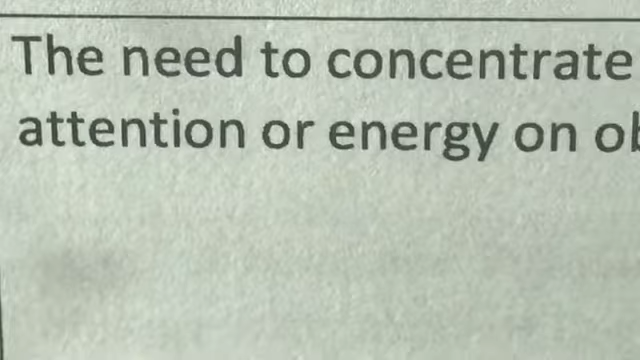 The need to concentrate
attention or energy on